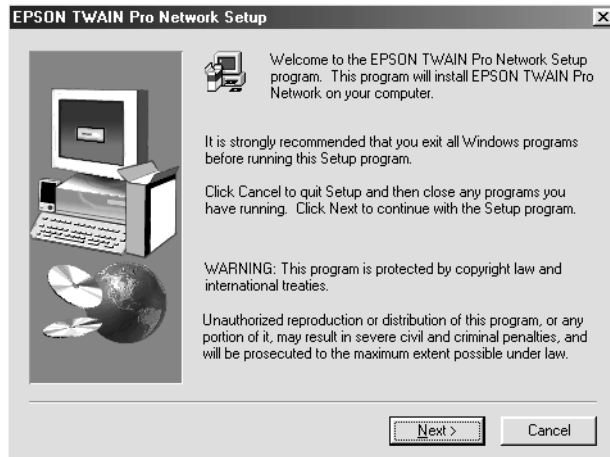 EPSON TWAIN Pro Network Setup
Welcome to the EPSON TWAIN Pro Network Setup
program. This program will install EPSON TWAIN Pro
Network on your computer.
It is strongly recommended that you exit all Windows programs
before running this Setup program.
Click Cancel to quit Setup and then close any programs you
have running. Click Next to continue with the Setup program.
WARNING: This program is protected by copyright law and
international treaties.
Unauthorized reproduction or distribution of this program, or any
portion of it, may result in severe civil and criminal penalties, and
will be prosecuted to the maximum extent possible under law.
Next >
Cancel